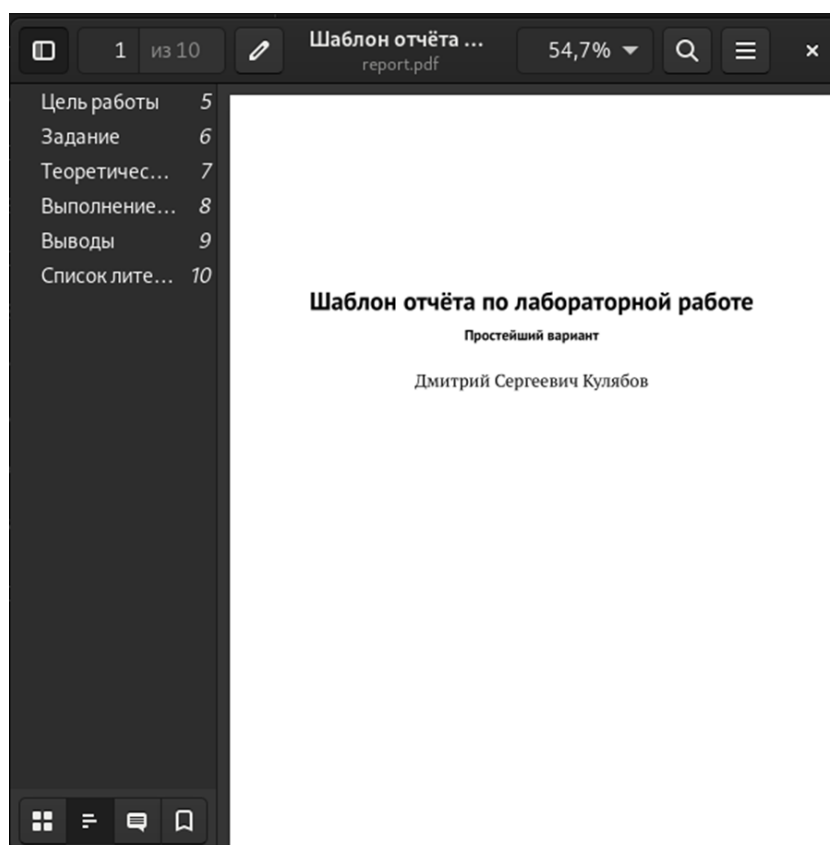 1 из 10 Шаблон отчёта ... 54,7%
report.pdf
Цель работы 5
Задание 6
Теоретичес... 7
Выполнение... 8
Выводы 9
Список лите... 10
Шаблон отчёта по лабораторной работе
Простейший вариант
Дмитрий Сергеевич Кулябов